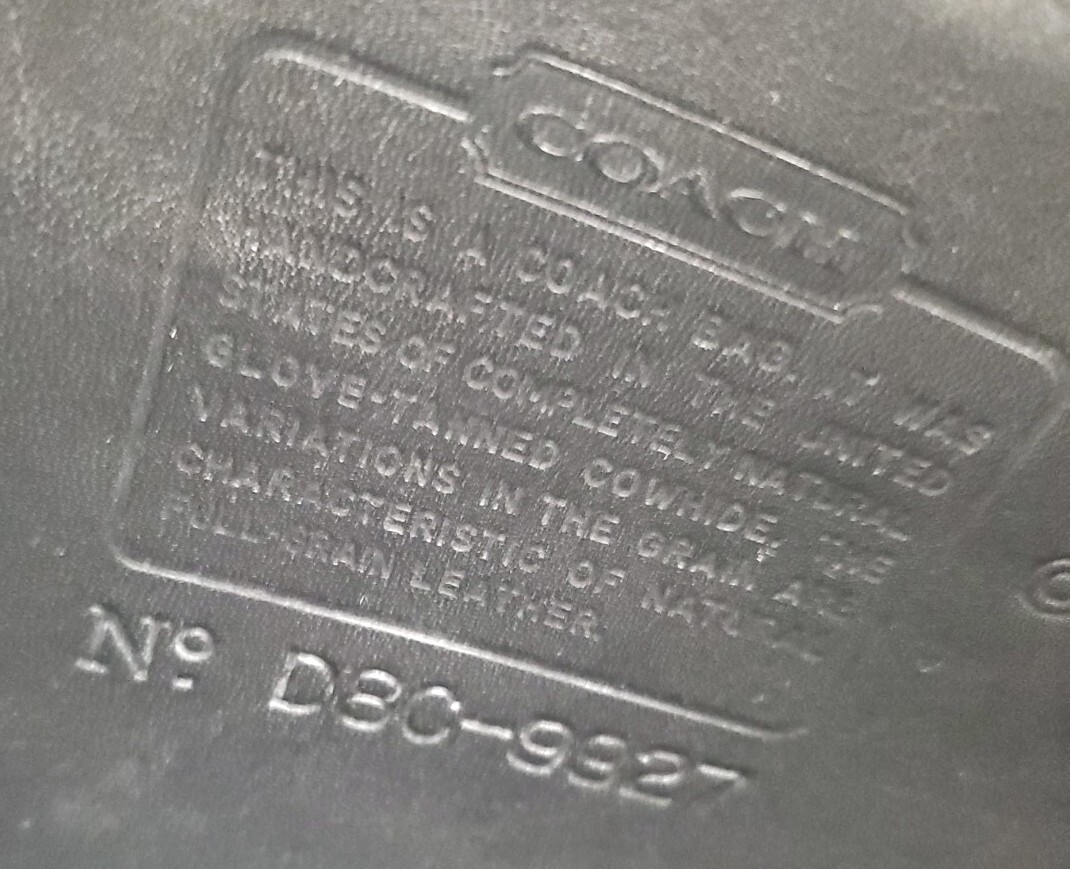 COACH
THIS IS A COACH BAG. IT WAS
HANDCRAFTED IN THE UNITED
STATES OF COMPLETELY NATURAL
GLOVE-TANNED COWHIDE. THE
VARIATIONS IN THE GRAIN ARE
CHARACTERISTIC OF NATURAL
FULL-GRAIN LEATHER.
Nº D8C-9327
©